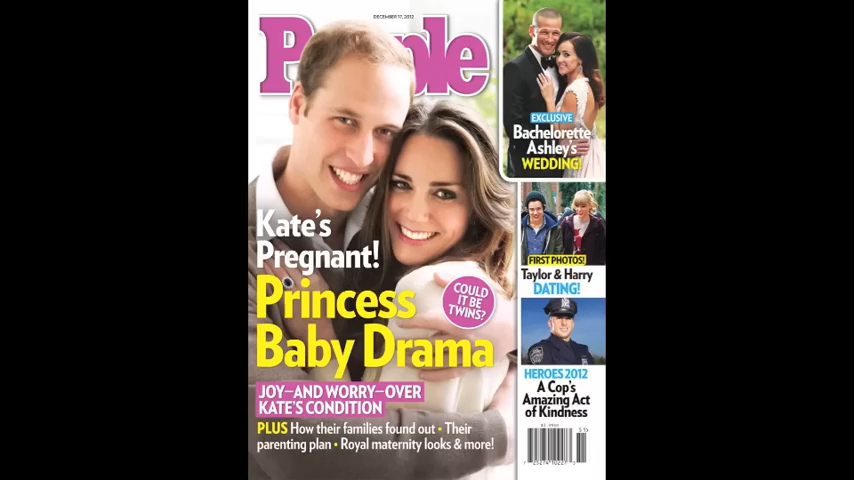 DECEMBER 17, 2012
People
EXCLUSIVE
Bachelorette
Ashley's
WEDDING!
Kate's
Pregnant!
Princess
Baby Drama
COULD
IT BE
TWINS?
JOY—AND WORRY—OVER
KATE'S CONDITION
PLUS How their families found out • Their
parenting plan • Royal maternity looks & more!
FIRST PHOTOS!
Taylor & Harry
DATING!
HEROES 2012
A Cop's
Amazing Act
of Kindness